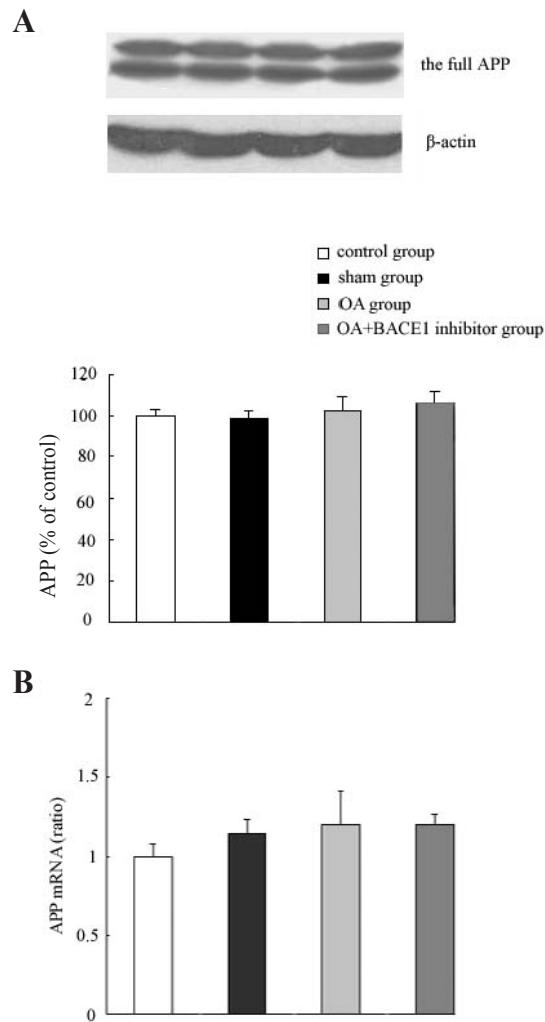 A
the full APP
β-actin
control group
sham group
OA group
OA+BACE1 inhibitor group
120
100
80
60
40
20
0
APP (% of control)
B
2
1.5
1
0.5
0
APP mRNA (ratio)